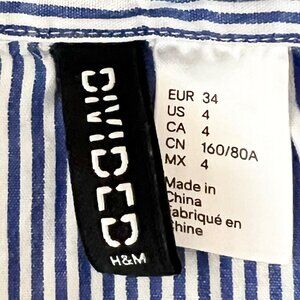 DIVIDED
H&M
EUR 34
US 4
CA 4
CN 160/80A
MX 4
Made in
China
Fabriqué en
Chine